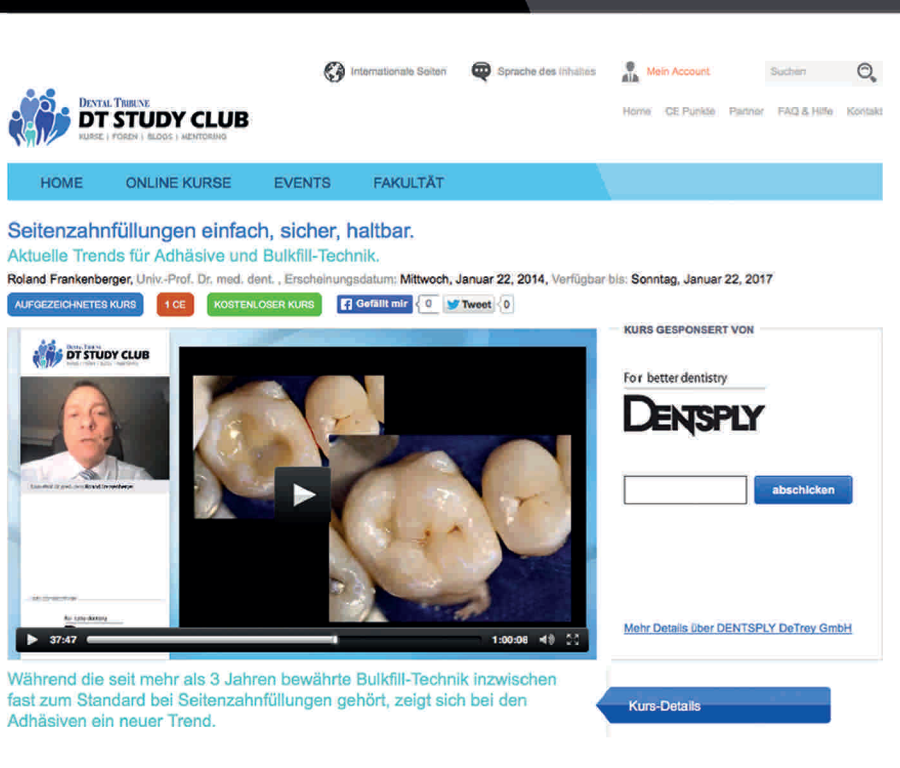 Internationale Seiten
Sprache des Inhaltes
Mein Account
Suchen
DENTAL TRIBUNE
DT STUDY CLUB
KURSE | FOREN | BLOGS | MENTORING
Home CE Punkte Partner FAQ & Hilfe Kontakt
HOME ONLINE KURSE EVENTS FAKULTÄT
Seitenzahnfüllungen einfach, sicher, haltbar.
Aktuelle Trends für Adhäsive und Bulkfill-Technik.
Roland Frankenberger, Univ.-Prof. Dr. med. dent. , Erscheinungsdatum: Mittwoch, Januar 22, 2014, Verfügbar bis: Sonntag, Januar 22, 2017
AUFGEZEICHNETES KURS 1 CE KOSTENLOSER KURS Gefällt mir 0 Tweet 0
KURS GESPONSERT VON
DENTAL TRIBUNE
DT STUDY CLUB
For better dentistry
DENTSPLY
abschicken
For better dentistry
Mehr Details über DENTSPLY DeTrey GmbH
37:47 1:00:08
Während die seit mehr als 3 Jahren bewährte Bulkfill-Technik inzwischen
fast zum Standard bei Seitenzahnfüllungen gehört, zeigt sich bei den
Adhäsiven ein neuer Trend.
Kurs-Details